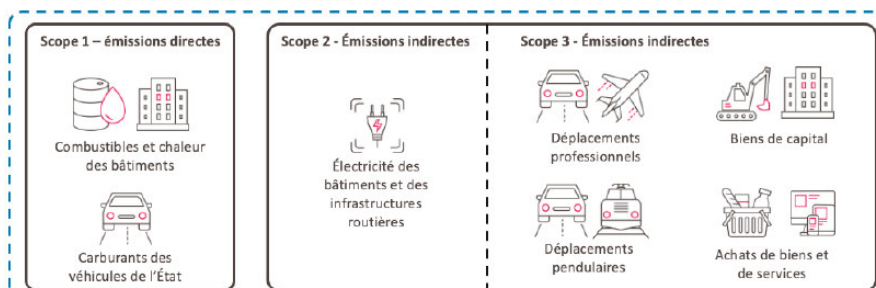 Scope 1 – émissions directes
Combustibles et chaleur
des bâtiments
Carburants des
véhicules de l'État
Scope 2 - Émissions indirectes
Électricité des
bâtiments et des
infrastructures
routières
Scope 3 - Émissions indirectes
Déplacements
professionnels
Biens de capital
Déplacements
pendulaires
Achats de biens et
de services